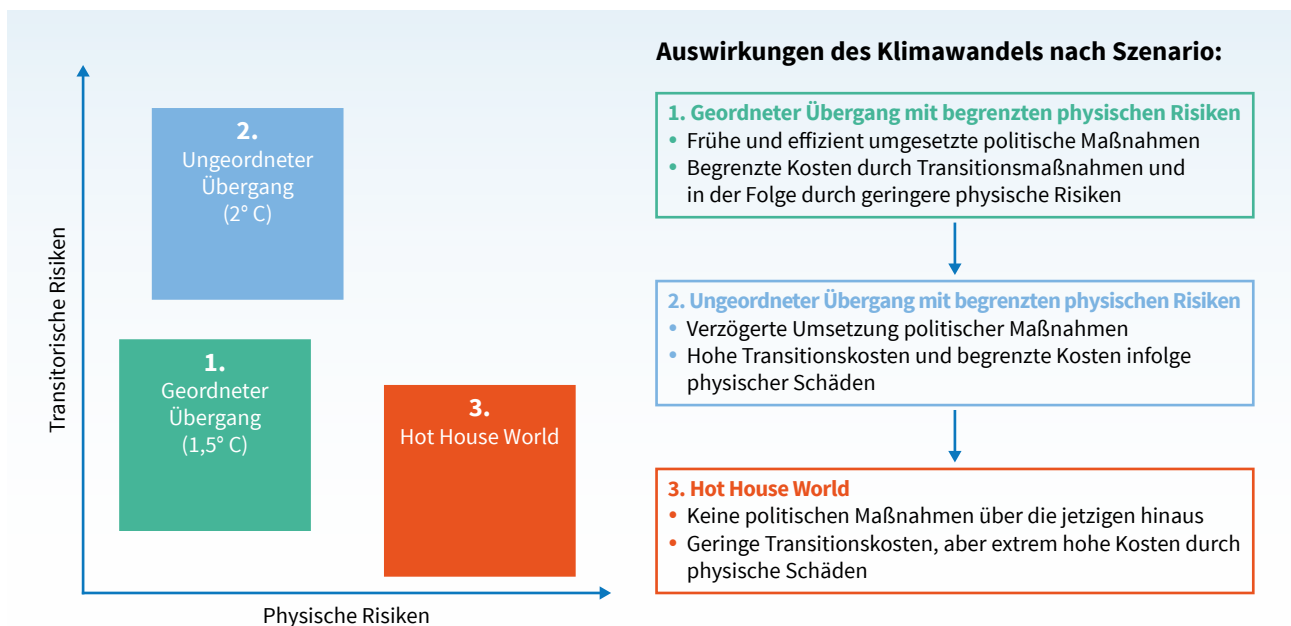 Transitorische Risiken
2.
Ungeordneter
Übergang
(2° C)
1.
Geordneter
Übergang
(1,5° C)
3.
Hot House World
Physische Risiken
Auswirkungen des Klimawandels nach Szenario:
1. Geordneter Übergang mit begrenzten physischen Risiken
• Frühe und effizient umgesetzte politische Maßnahmen
• Begrenzte Kosten durch Transitionsmaßnahmen und
in der Folge durch geringere physische Risiken
2. Ungeordneter Übergang mit begrenzten physischen Risiken
• Verzögerte Umsetzung politischer Maßnahmen
• Hohe Transitionskosten und begrenzte Kosten infolge
physischer Schäden
3. Hot House World
• Keine politischen Maßnahmen über die jetzigen hinaus
• Geringe Transitionskosten, aber extrem hohe Kosten durch
physische Schäden